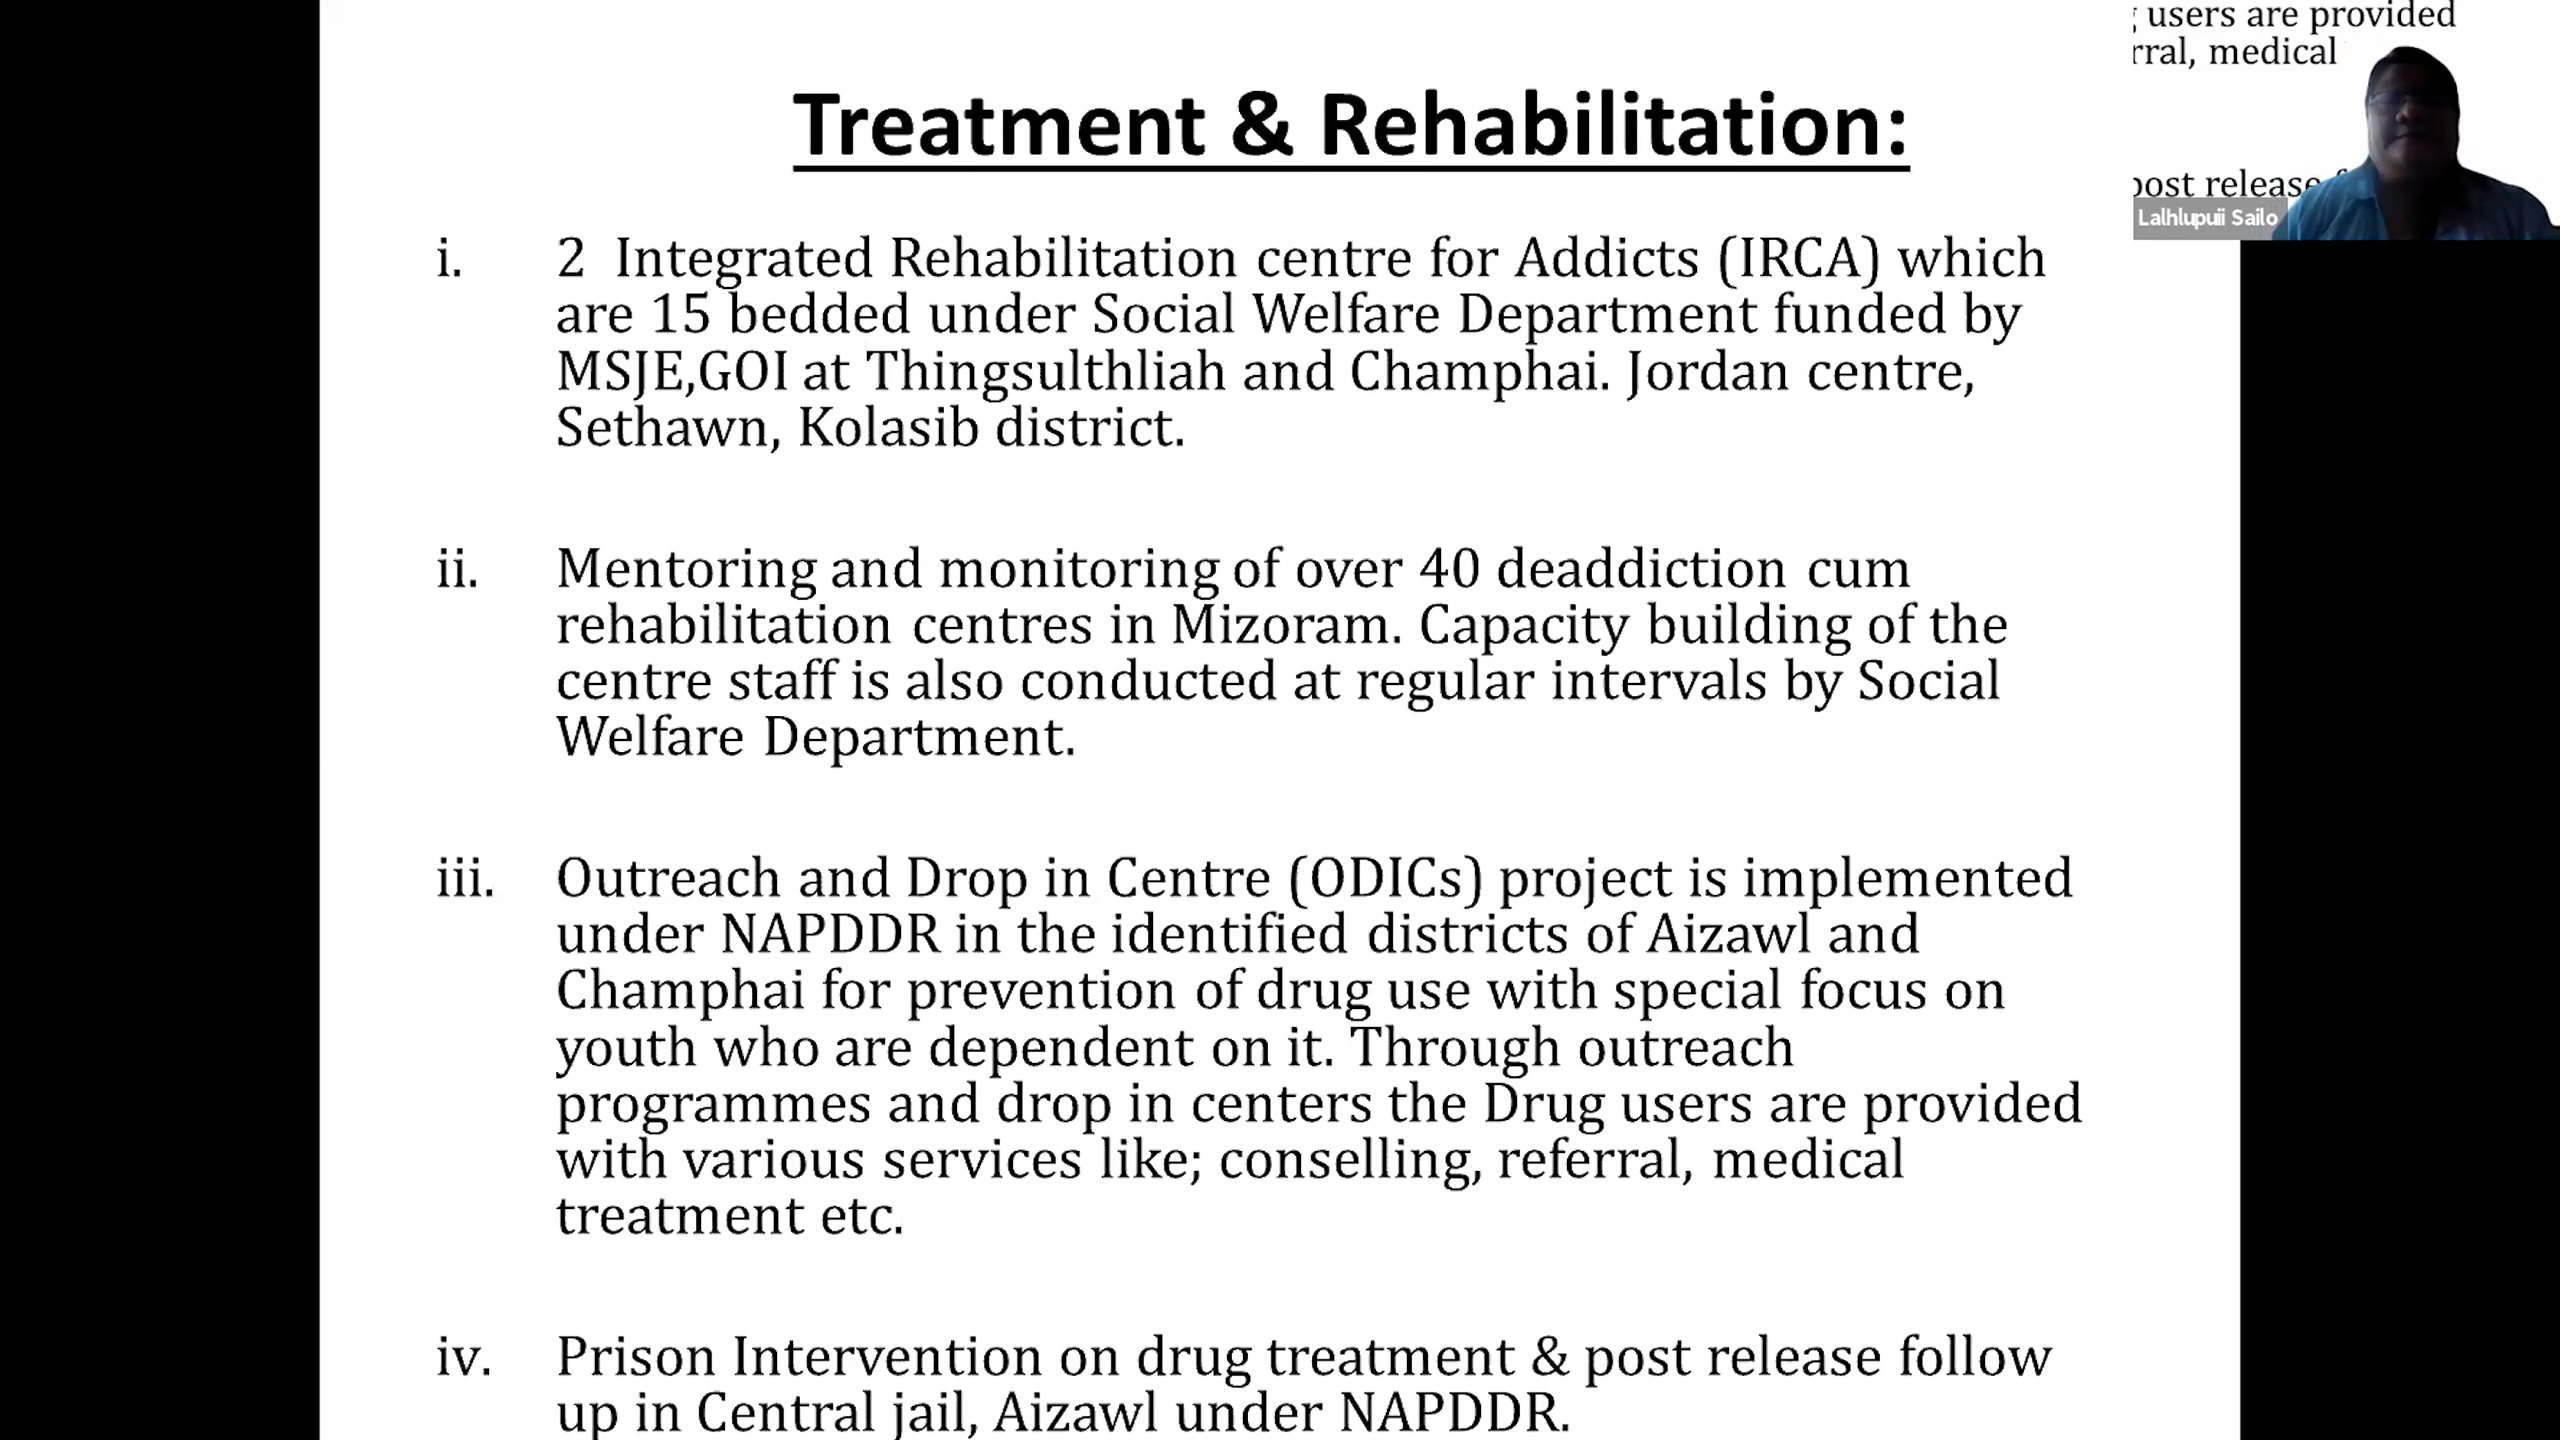 Treatment & Rehabilitation:
i. 2 Integrated Rehabilitation centre for Addicts (IRCA) which
are 15 bedded under Social Welfare Department funded by
MSJE,GOI at Thingsulthliah and Champhai. Jordan centre,
Sethawn, Kolasib district.
ii. Mentoring and monitoring of over 40 deaddiction cum
rehabilitation centres in Mizoram. Capacity building of the
centre staff is also conducted at regular intervals by Social
Welfare Department.
iii. Outreach and Drop in Centre (ODICs) project is implemented
under NAPDDR in the identified districts of Aizawl and
Champhai for prevention of drug use with special focus on
youth who are dependent on it. Through outreach
programmes and drop in centers the Drug users are provided
with various services like; conselling, referral, medical
treatment etc.
iv. Prison Intervention on drug treatment & post release follow
up in Central jail, Aizawl under NAPDDR.
users are provided
rral, medical
post release
Lalhlupuii Sailo